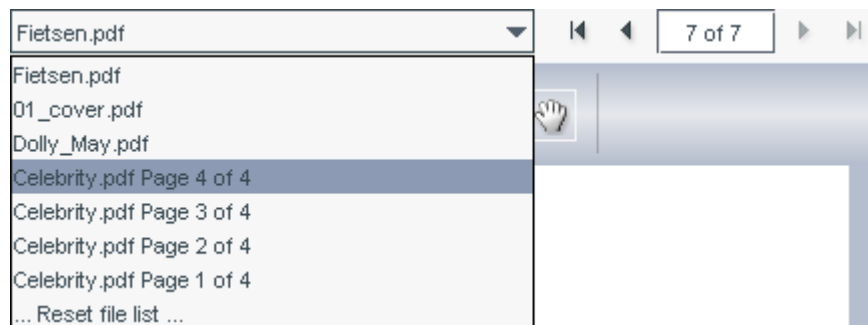 Fietsen.pdf
7 of 7
Fietsen.pdf
01_cover.pdf
Dolly_May.pdf
Celebrity.pdf Page 4 of 4
Celebrity.pdf Page 3 of 4
Celebrity.pdf Page 2 of 4
Celebrity.pdf Page 1 of 4
... Reset file list ...